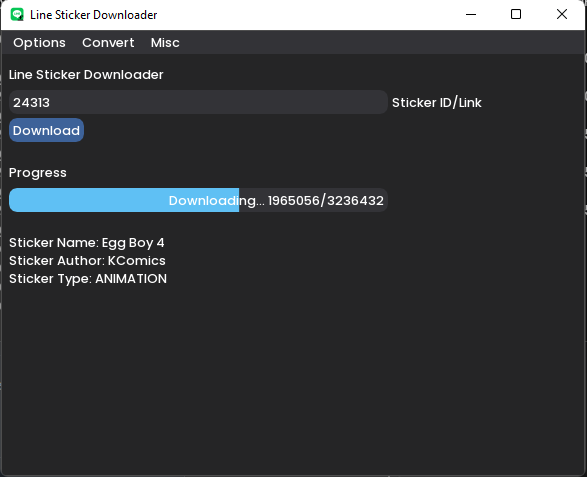 Line Sticker Downloader
Options Convert Misc
Line Sticker Downloader
24313 Sticker ID/Link
Download
Progress
Downloading... 1965056/3236432
Sticker Name: Egg Boy 4
Sticker Author: KComics
Sticker Type: ANIMATION